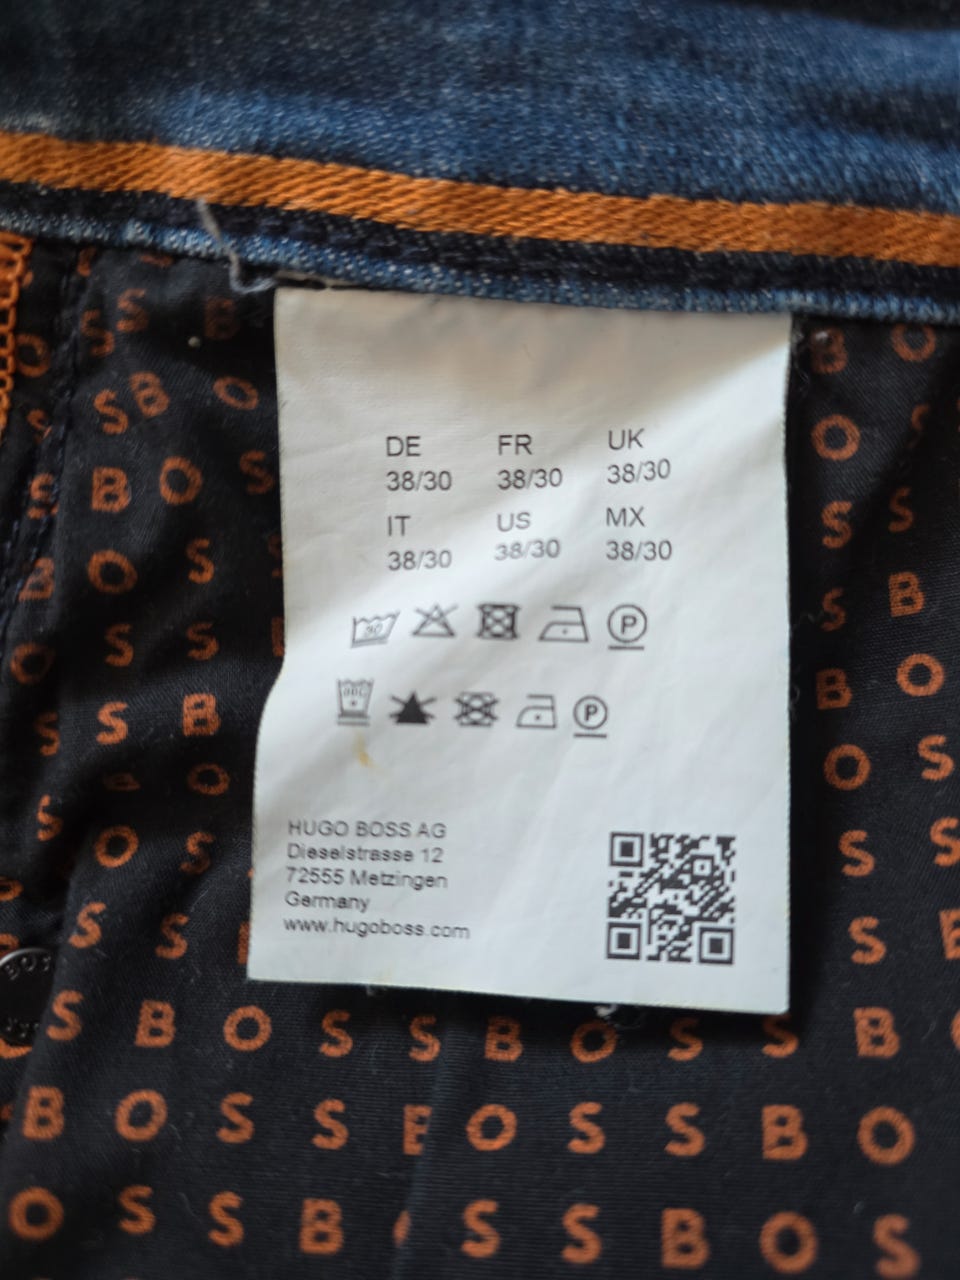 DE FR UK
38/30 38/30 38/30
IT US MX
38/30 38/30 38/30
30
P
P
HUGO BOSS AG
Dieselstrasse 12
72555 Metzingen
Germany
www.hugoboss.com
S B O S S B O S S B
B O S S B O S S B O
O S S B S S B O S